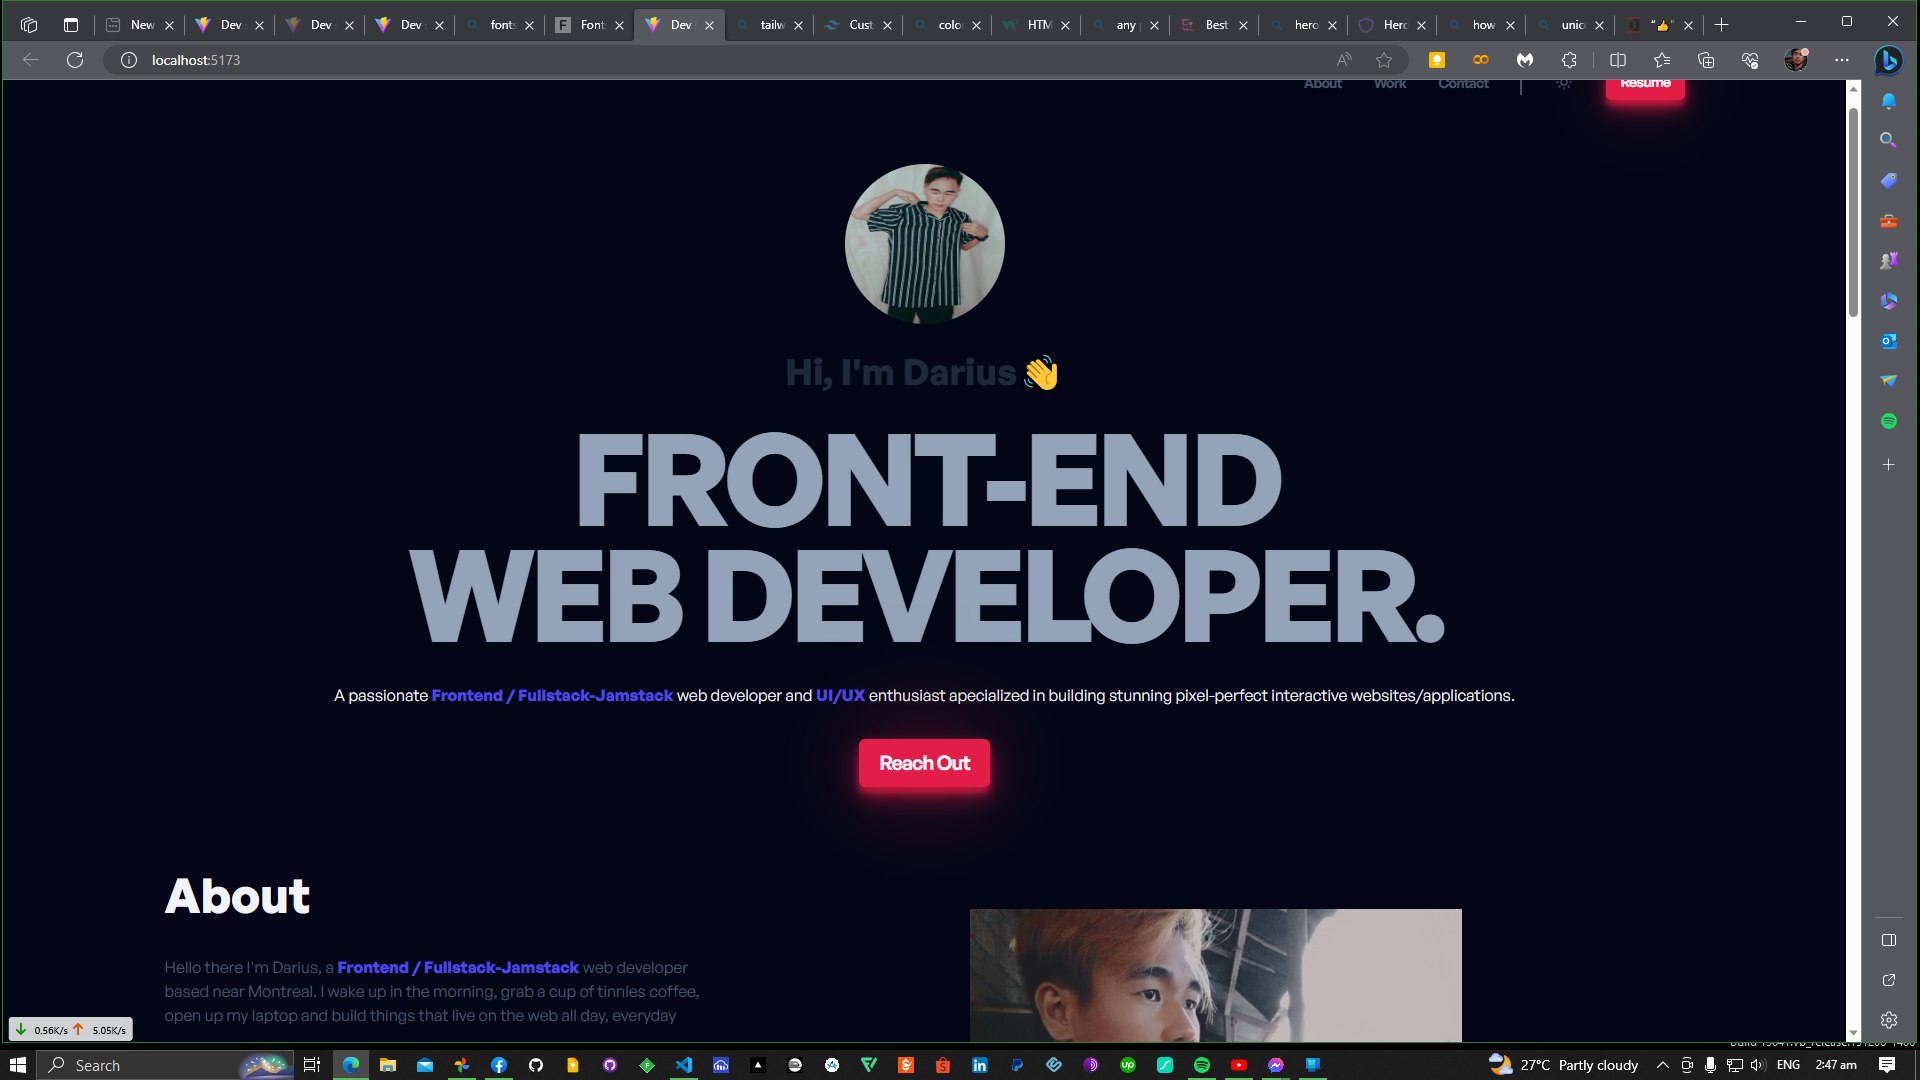 New
Dev
Dev
Dev
fonts
Font
Dev
tailw
Cust
color
HTM
any
Best
hero
Herc
how
unic
"👍"
localhost:5173
About
Work
Contact
Resume
Hi, I'm Darius 👋
FRONT-END
WEB DEVELOPER.
A passionate Frontend / Fullstack-Jamstack web developer and UI/UX enthusiast apecialized in building stunning pixel-perfect interactive websites/applications.
Reach Out
About
Hello there I'm Darius, a Frontend / Fullstack-Jamstack web developer
based near Montreal. I wake up in the morning, grab a cup of tinnies coffee,
open up my laptop and build things that live on the web all day, everyday
0.56K/s 5.05K/s
Search
27°C Partly cloudy
ENG
2:47 am